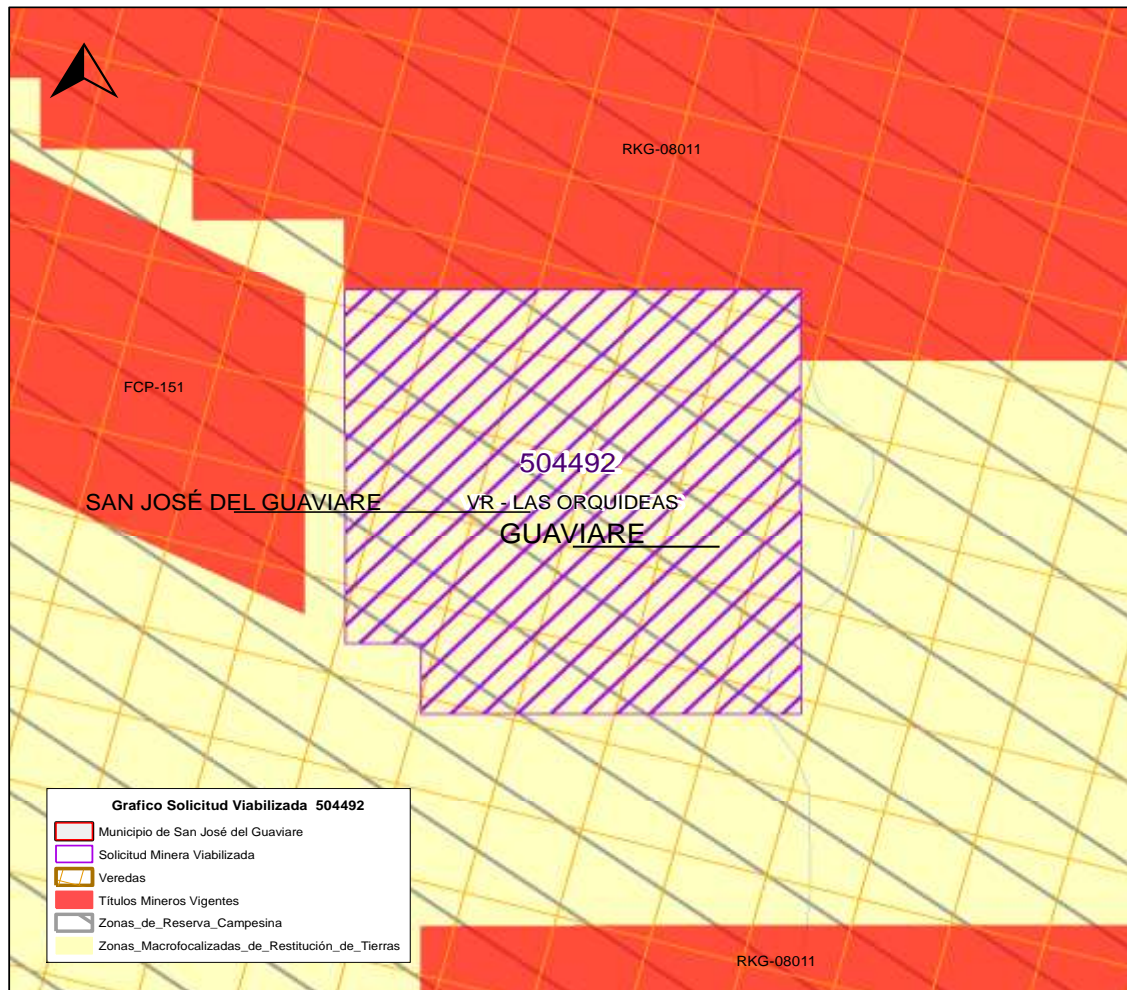 RKG-08011
FCP-151
504492
SAN JOSÉ DEL GUAVIARE
VR - LAS ORQUIDEAS
GUAVIARE
Grafico Solicitud Viabilizada 504492
Municipio de San José del Guaviare
Solicitud Minera Viabilizada
Veredas
Títulos Mineros Vigentes
Zonas_de_Reserva_Campesina
Zonas_Macrofocalizadas_de_Restitución_de_Tierras
RKG-08011